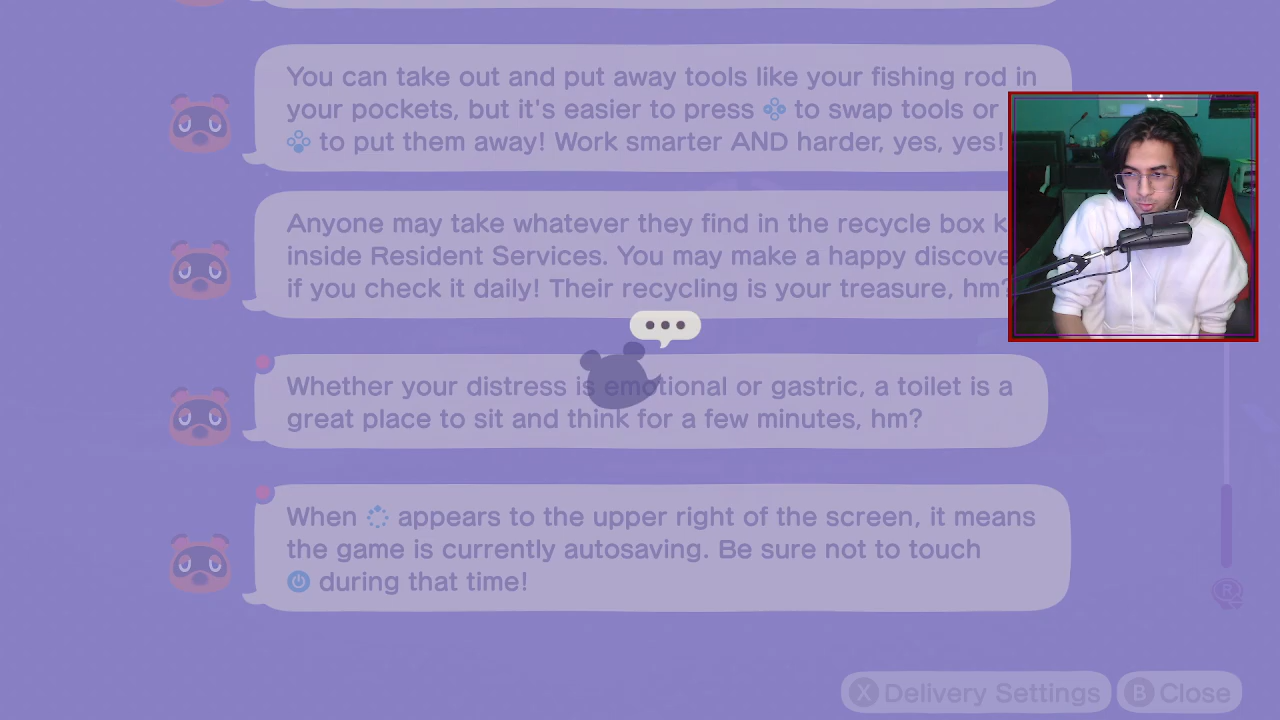 You can take out and put away tools like your fishing rod in
your pockets, but it's easier to press to swap tools or
to put them away! Work smarter AND harder, yes, yes!
Anyone may take whatever they find in the recycle box k
inside Resident Services. You may make a happy discove
if you check it daily! Their recycling is your treasure, hm?
Whether your distress is emotional or gastric, a toilet is a
great place to sit and think for a few minutes, hm?
When appears to the upper right of the screen, it means
the game is currently autosaving. Be sure not to touch
during that time!
R
X Delivery Settings B Close